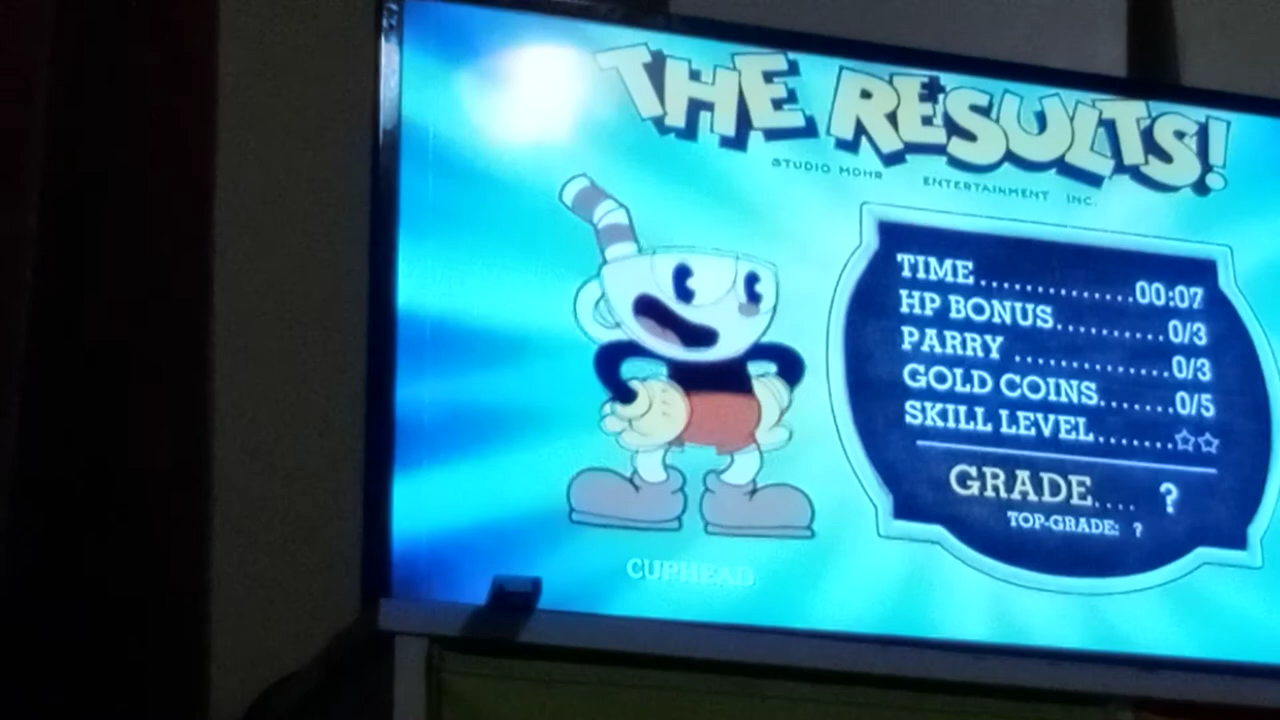 THE RESULTS!
STUDIO MDHR ENTERTAINMENT INC.
TIME..............00:07
HP BONUS..........0/3
PARRY ..............0/3
GOLD COINS.......0/5
SKILL LEVEL.......☆☆
GRADE.... ?
TOP-GRADE: ?
CUPHEAD